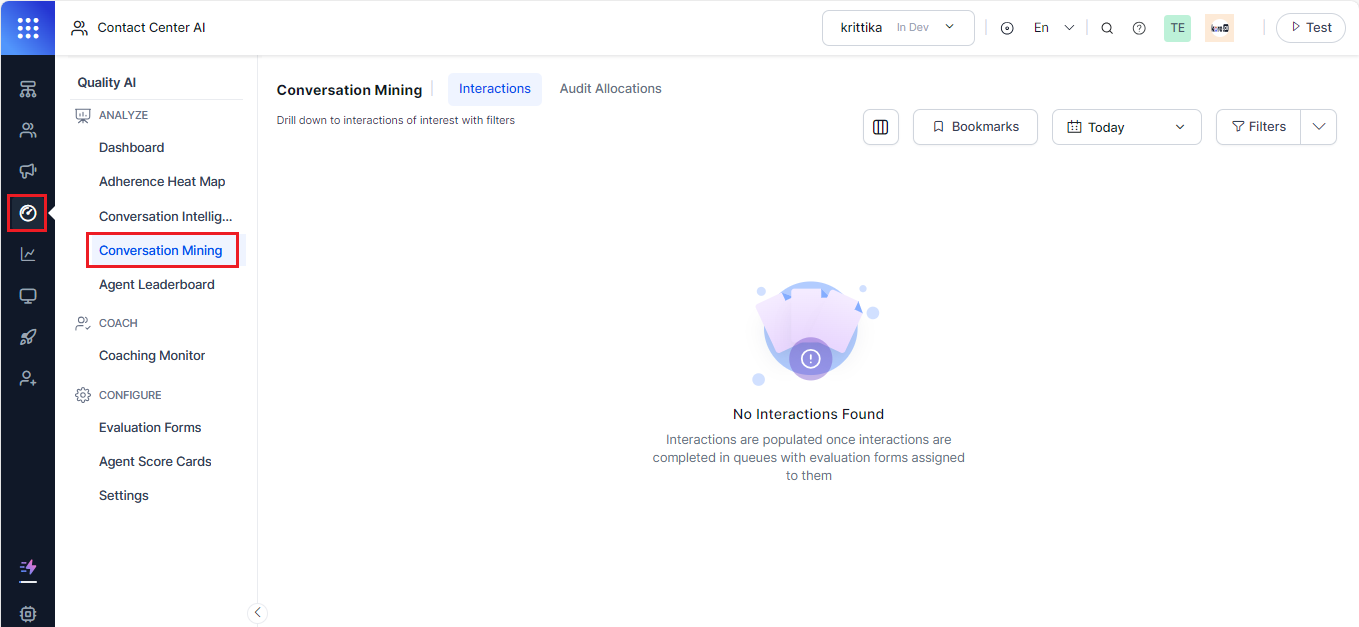 Contact Center AI
krittika In Dev
En
TE
Test
Quality AI
ANALYZE
Dashboard
Adherence Heat Map
Conversation Intellig...
Conversation Mining
Agent Leaderboard
COACH
Coaching Monitor
CONFIGURE
Evaluation Forms
Agent Score Cards
Settings
Conversation Mining
Interactions
Audit Allocations
Drill down to interactions of interest with filters
Bookmarks
Today
Filters
No Interactions Found
Interactions are populated once interactions are
completed in queues with evaluation forms assigned
to them